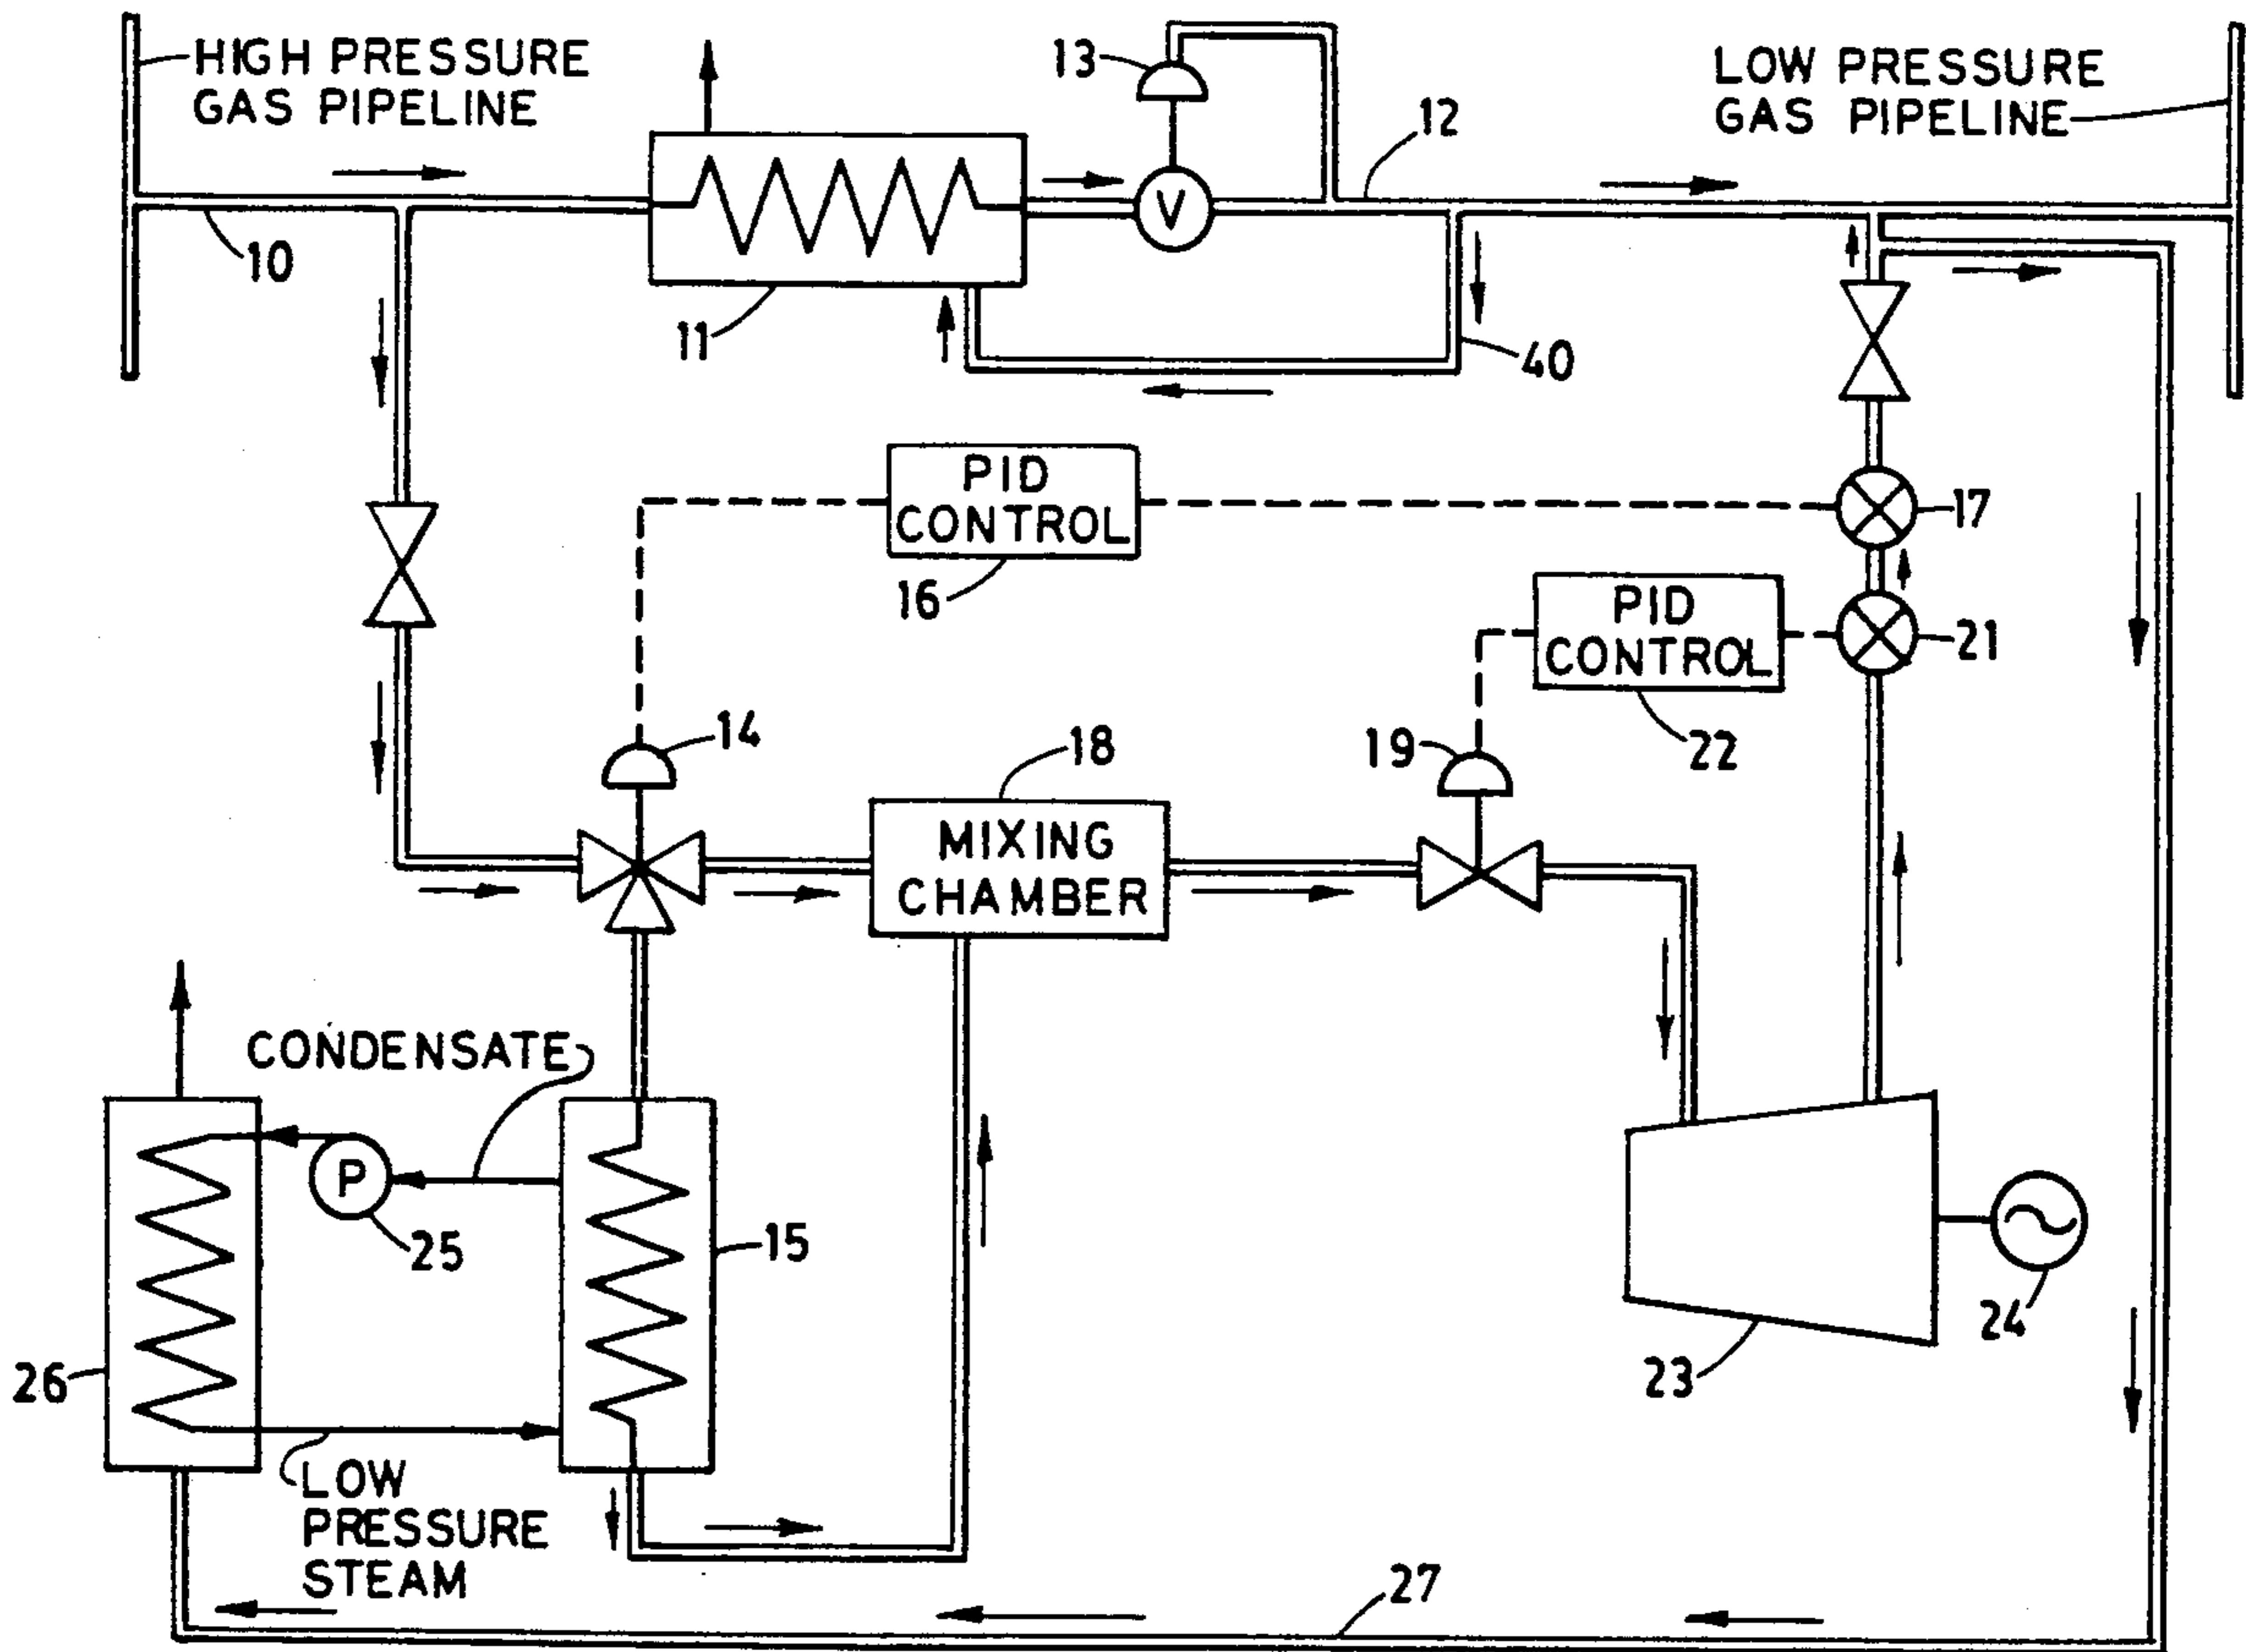 HIGH PRESSURE
GAS PIPELINE
13
12
LOW PRESSURE
GAS PIPELINE
V
10
11
40
PID
CONTROL
16
17
PID
CONTROL
22
21
14
18
19
MIXING
CHAMBER
CONDENSATE
P
25
15
26
24
23
LOW
PRESSURE
STEAM
27